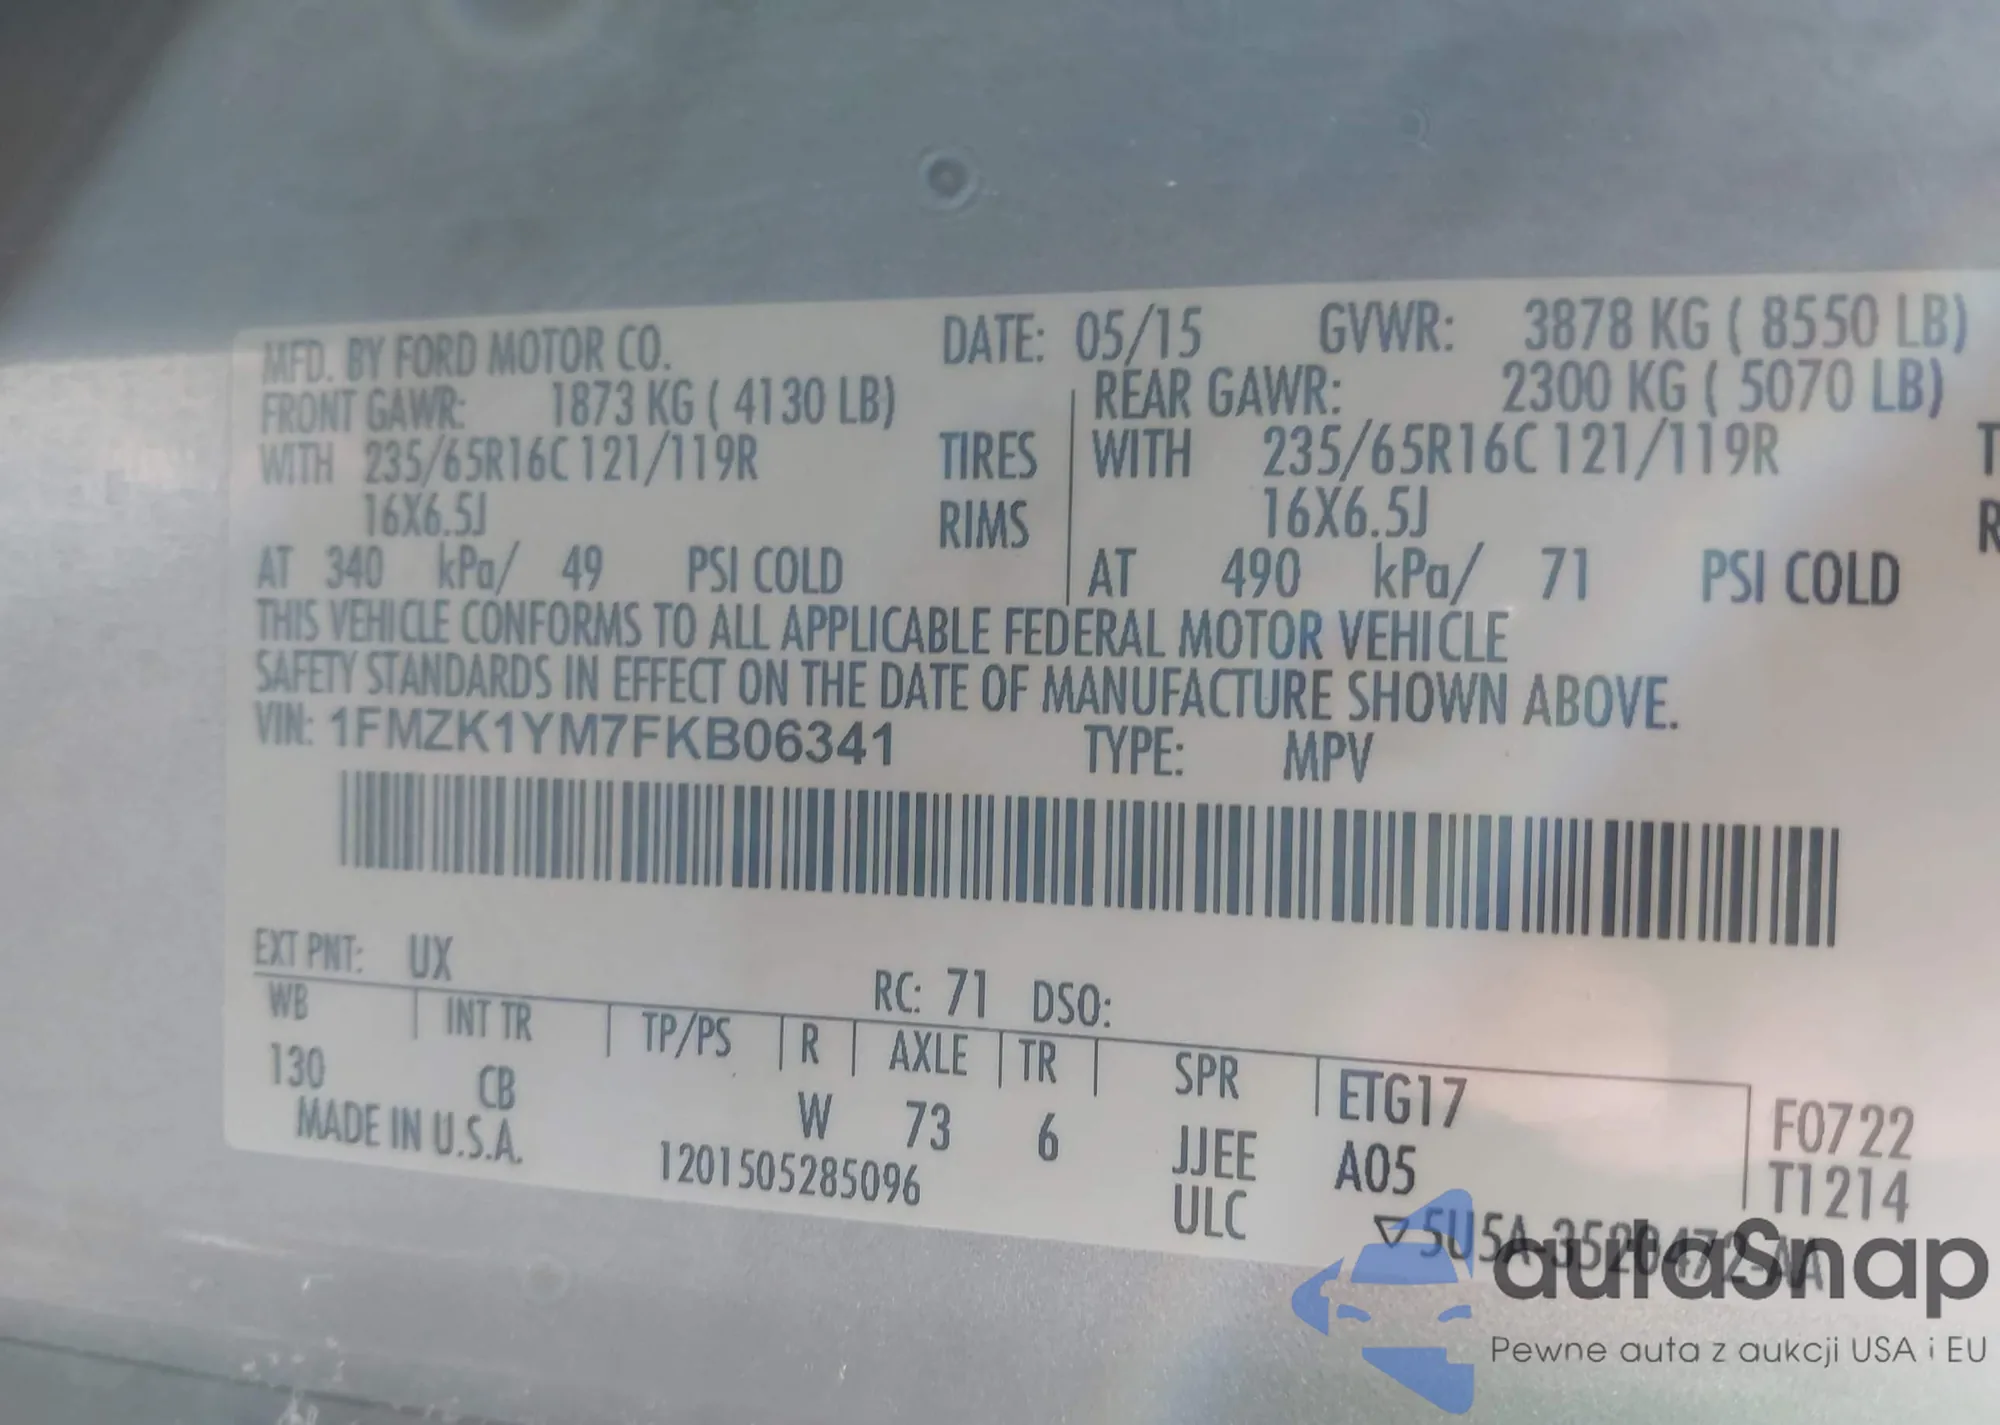 MFD. BY FORD MOTOR CO. DATE: 05/15 GVWR: 3878 KG ( 8550 LB)
FRONT GAWR: 1873 KG ( 4130 LB) REAR GAWR: 2300 KG ( 5070 LB)
WITH 235/65R16C 121/119R TIRES WITH 235/65R16C 121/119R T
16X6.5J RIMS 16X6.5J R
AT 340 kPa/ 49 PSI COLD AT 490 kPa/ 71 PSI COLD
THIS VEHICLE CONFORMS TO ALL APPLICABLE FEDERAL MOTOR VEHICLE
SAFETY STANDARDS IN EFFECT ON THE DATE OF MANUFACTURE SHOWN ABOVE.
VIN: 1FMZK1YM7FKB06341 TYPE: MPV
EXT PNT: UX RC: 71 DSO:
WB INT TR TP/PS R AXLE TR SPR ETG17 F0722
130 CB W 73 6 JJEE A05 T1214
MADE IN U.S.A. 1201505285096 ULC
autaSnap
Pewne auta z aukcji USA i EU